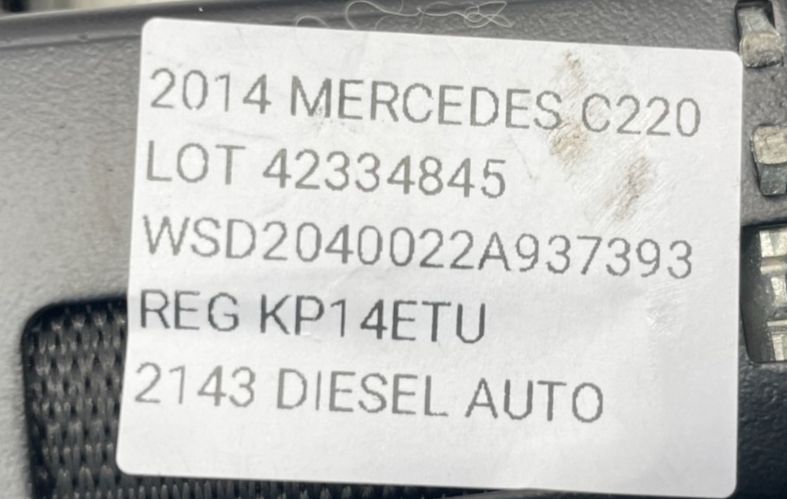 2014 MERCEDES C220
LOT 42334845
WSD2040022A937393
REG KP14ETU
2143 DIESEL AUTO